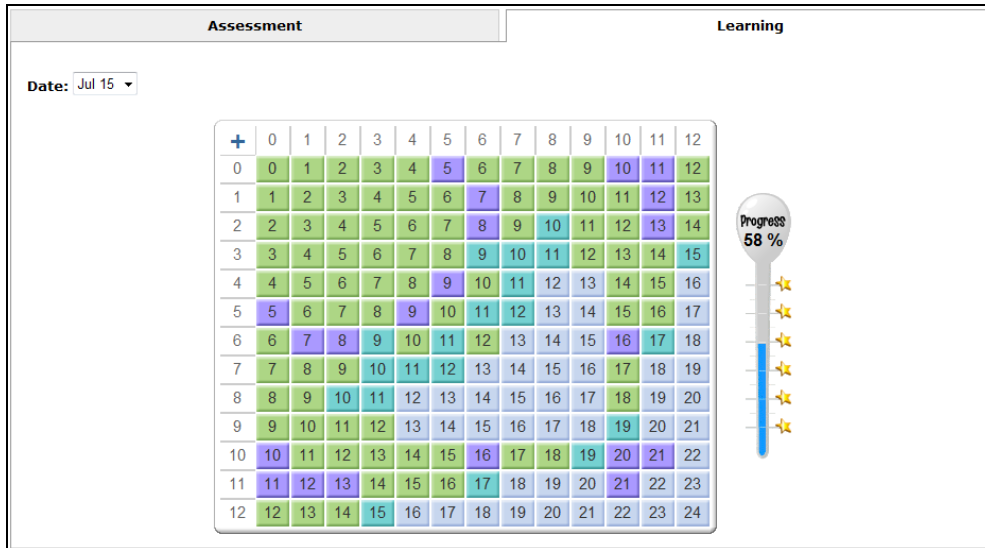 Assessment Learning
Date: Jul 15
+ 0 1 2 3 4 5 6 7 8 9 10 11 12
0 0 1 2 3 4 5 6 7 8 9 10 11 12
1 1 2 3 4 5 6 7 8 9 10 11 12 13
2 2 3 4 5 6 7 8 9 10 11 12 13 14
3 3 4 5 6 7 8 9 10 11 12 13 14 15
4 4 5 6 7 8 9 10 11 12 13 14 15 16
5 5 6 7 8 9 10 11 12 13 14 15 16 17
6 6 7 8 9 10 11 12 13 14 15 16 17 18
7 7 8 9 10 11 12 13 14 15 16 17 18 19
8 8 9 10 11 12 13 14 15 16 17 18 19 20
9 9 10 11 12 13 14 15 16 17 18 19 20 21
10 10 11 12 13 14 15 16 17 18 19 20 21 22
11 11 12 13 14 15 16 17 18 19 20 21 22 23
12 12 13 14 15 16 17 18 19 20 21 22 23 24
Progress
58 %